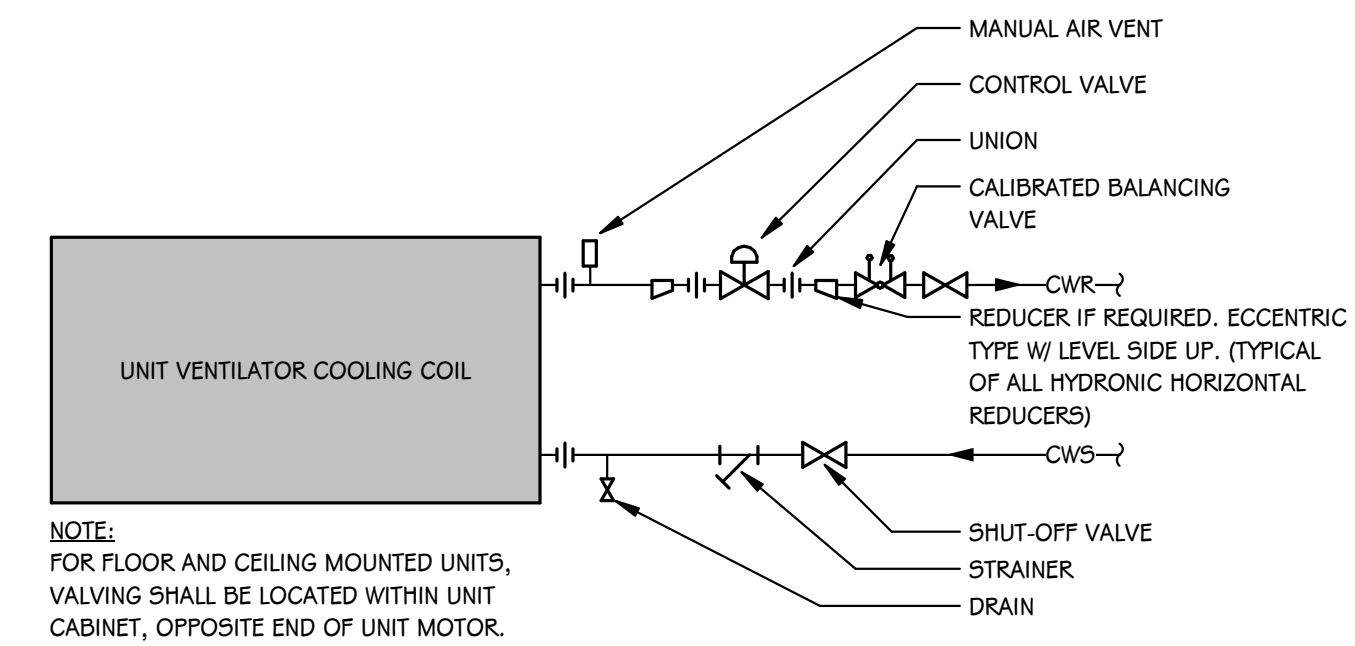 MANUAL AIR VENT
CONTROL VALVE
UNION
CALIBRATED BALANCING
VALVE
CWR
REDUCER IF REQUIRED. ECCENTRIC
TYPE W/ LEVEL SIDE UP. (TYPICAL
OF ALL HYDRONIC HORIZONTAL
REDUCERS)
UNIT VENTILATOR COOLING COIL
CWS
SHUT-OFF VALVE
STRAINER
DRAIN
NOTE:
FOR FLOOR AND CEILING MOUNTED UNITS,
VALVING SHALL BE LOCATED WITHIN UNIT
CABINET, OPPOSITE END OF UNIT MOTOR.